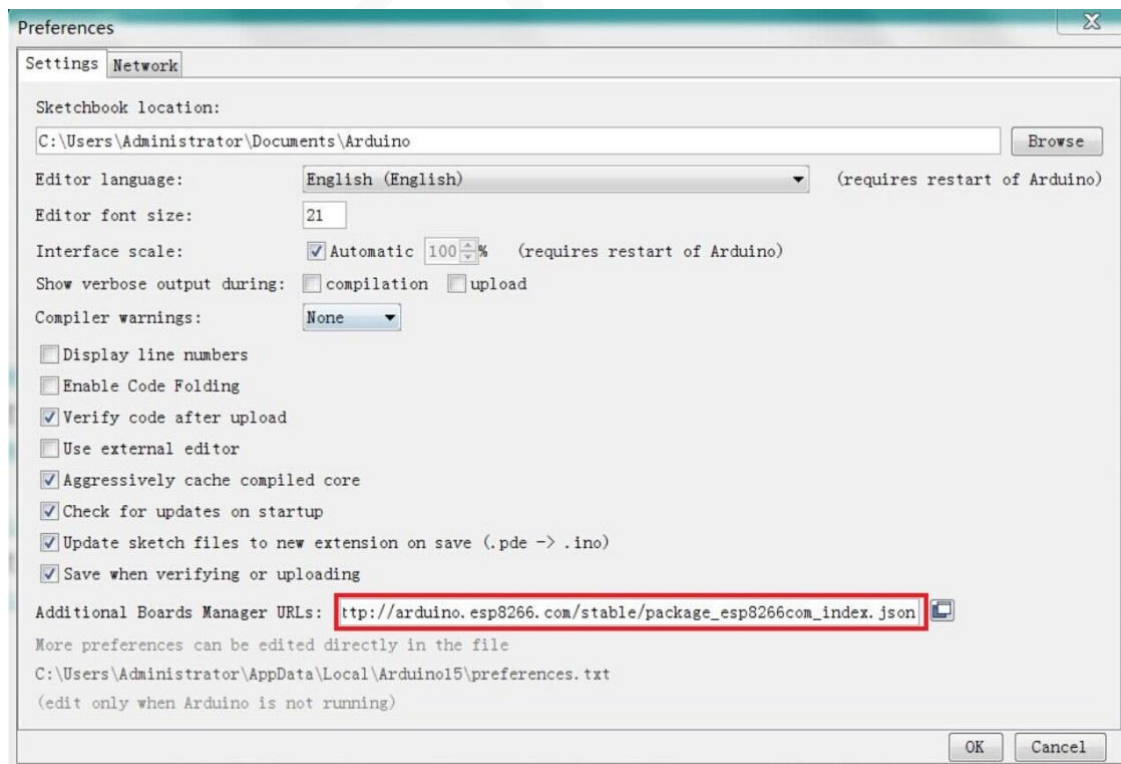 Preferences
Settings Network
Sketchbook location:
C:\Users\Administrator\Documents\Arduino Browse
Editor language: English (English) (requires restart of Arduino)
Editor font size: 21
Interface scale: Automatic 100 % (requires restart of Arduino)
Show verbose output during: compilation upload
Compiler warnings: None
Display line numbers
Enable Code Folding
Verify code after upload
Use external editor
Aggressively cache compiled core
Check for updates on startup
Update sketch files to new extension on save (.pde -> .ino)
Save when verifying or uploading
Additional Boards Manager URLs: ttp://arduino.esp8266.com/stable/package_esp8266com_index.json
More preferences can be edited directly in the file
C:\Users\Administrator\AppData\Local\Arduino15\preferences.txt
(edit only when Arduino is not running)
OK Cancel